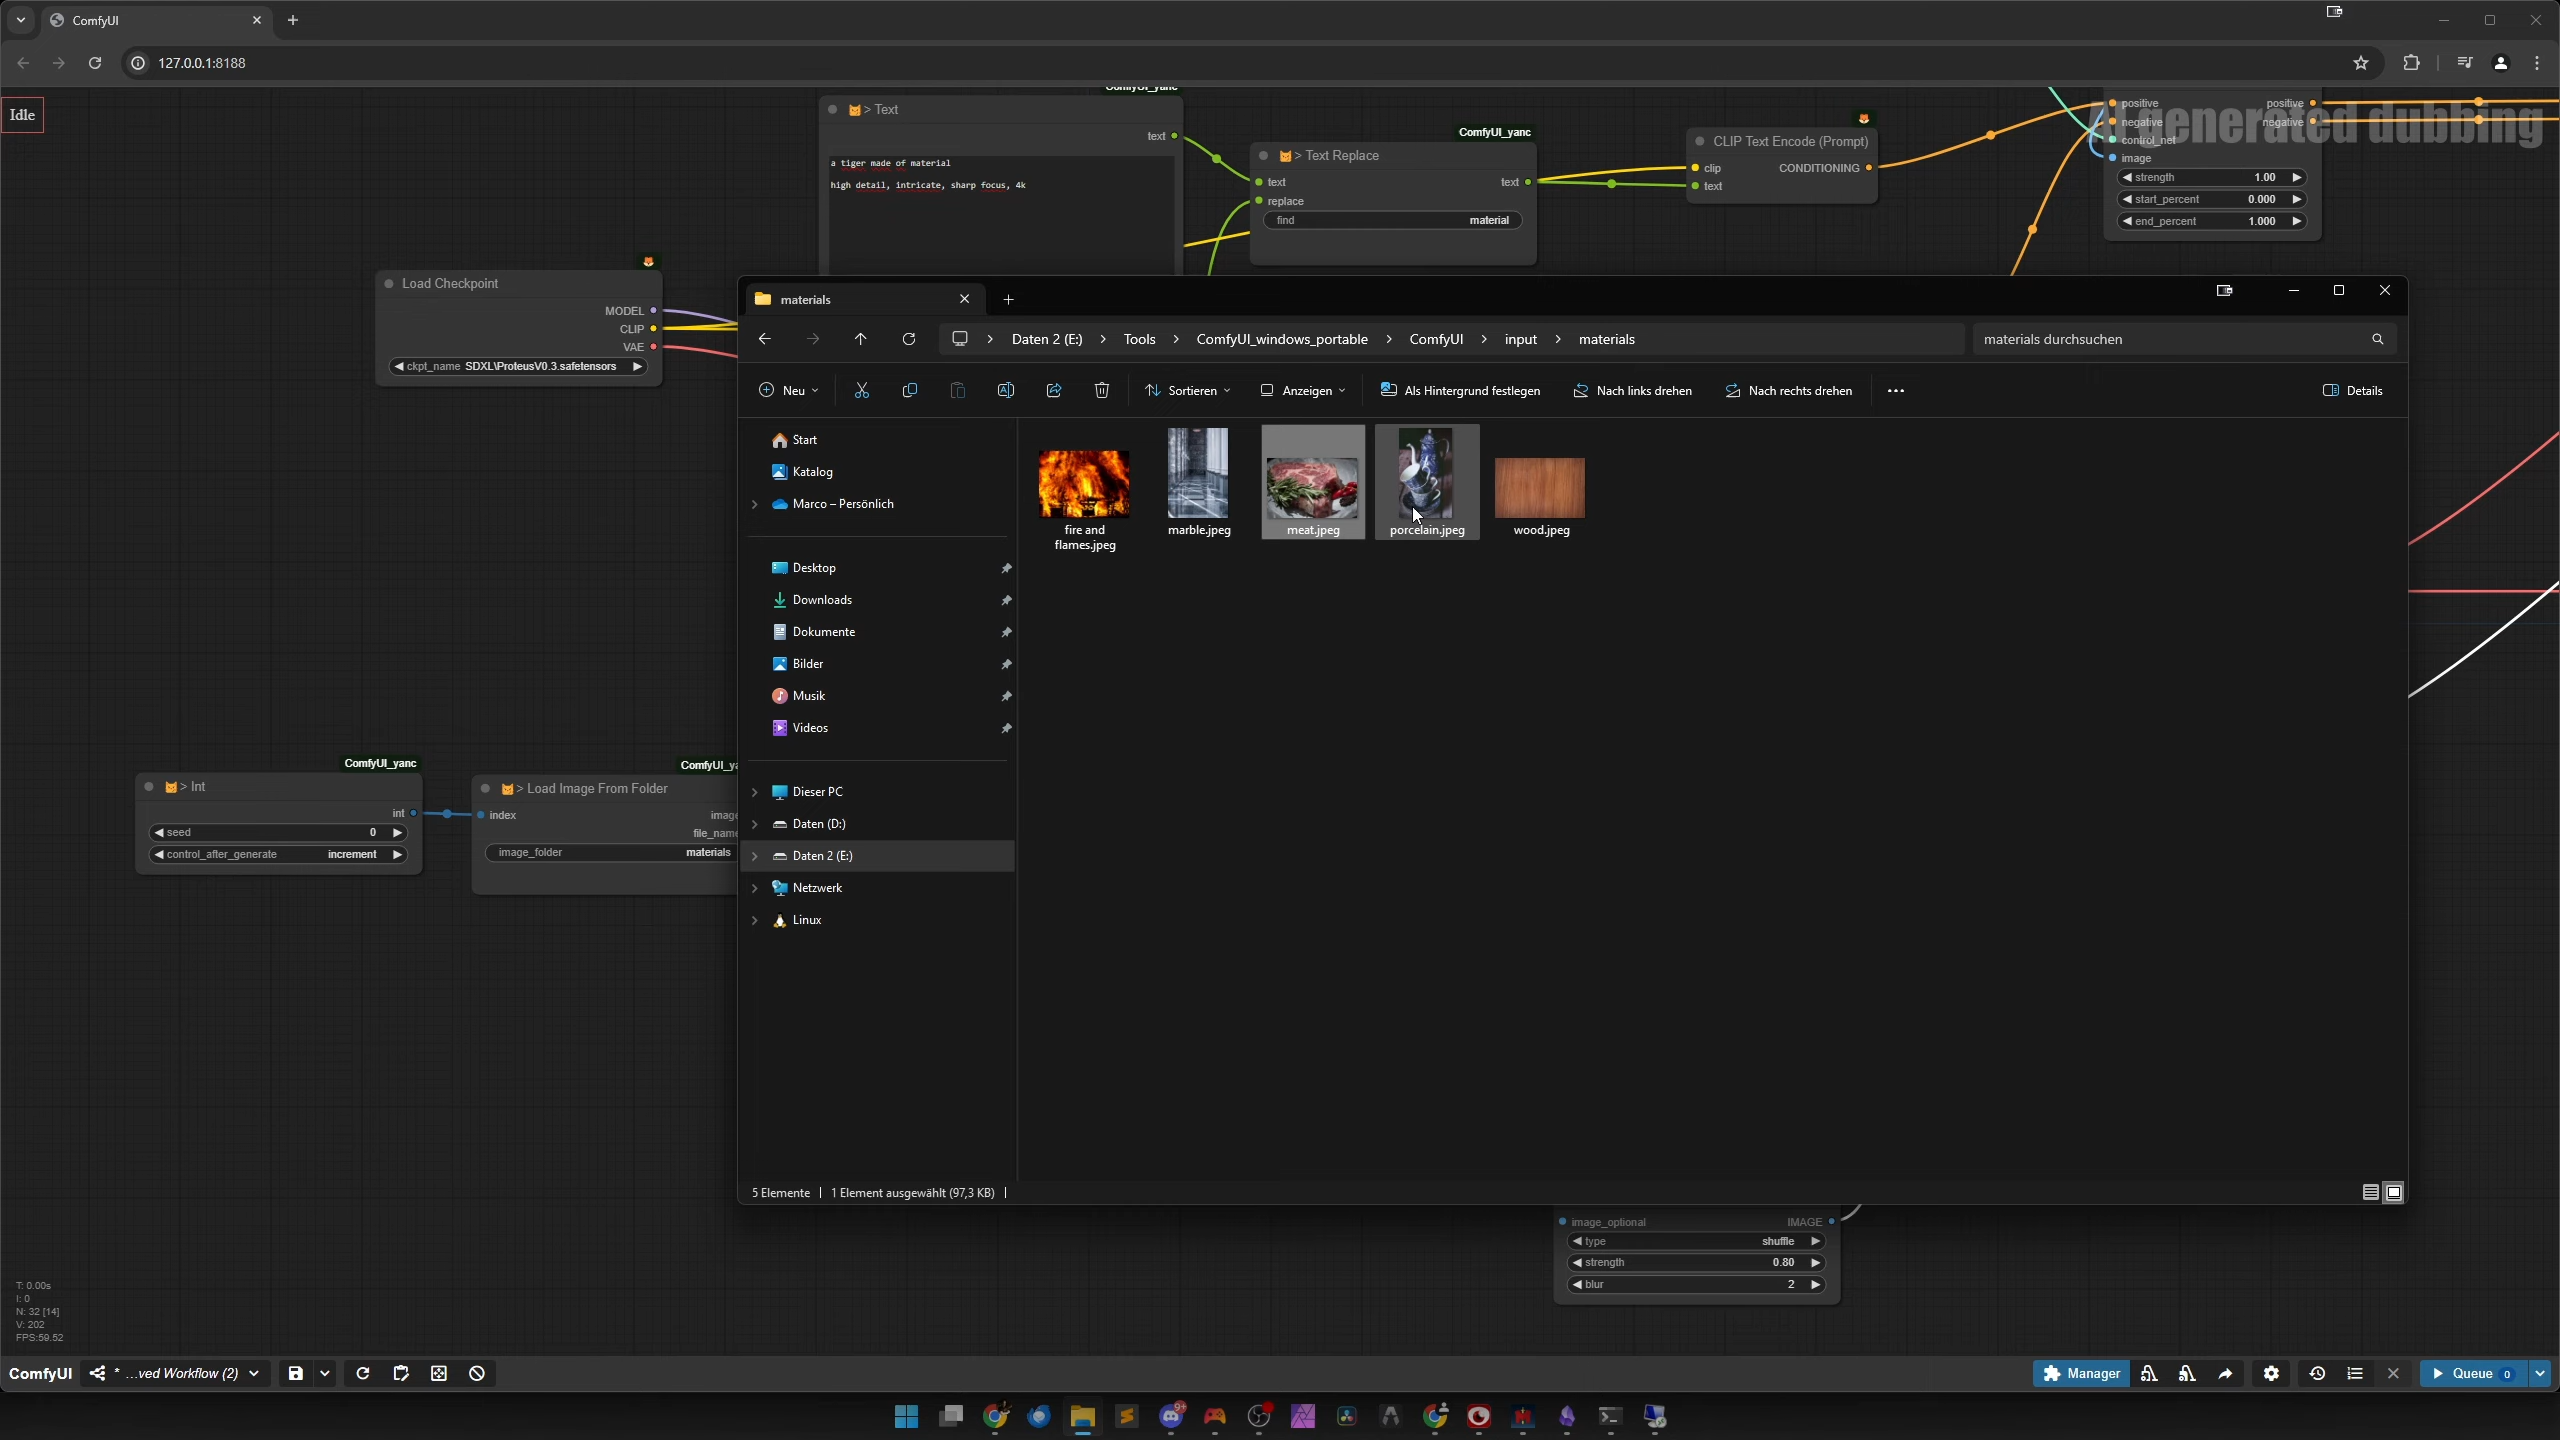 ComfyUI
127.0.0.1:8188
Idle
ComfyUI_yanc
> Text
text
a tiger made of material
high detail, intricate, sharp focus, 4k
ComfyUI_yanc
> Text Replace
text
text
replace
find
material
CLIP Text Encode (Prompt)
clip
CONDITIONING
text
AI generated dubbing
positive
positive
negative
negative
control_net
image
strength
1.00
start_percent
0.000
end_percent
1.000
Load Checkpoint
MODEL
CLIP
VAE
ckpt_name SDXL\ProteusV0.3.safetensors
materials
Daten 2 (E:)
Tools
ComfyUI_windows_portable
ComfyUI
input
materials
materials durchsuchen
Neu
Sortieren
Anzeigen
Als Hintergrund festlegen
Nach links drehen
Nach rechts drehen
Details
Start
Katalog
Marco – Persönlich
Desktop
Downloads
Dokumente
Bilder
Musik
Videos
Dieser PC
Daten (D:)
Daten 2 (E:)
Netzwerk
Linux
fire and
flames.jpeg
marble.jpeg
meat.jpeg
porcelain.jpeg
wood.jpeg
5 Elemente
1 Element ausgewählt (97,3 KB)
ComfyUI_yanc
> Int
int
seed
0
control_after_generate
increment
ComfyUI_ya
> Load Image From Folder
index
image
file_name
image_folder
materials
image_optional
IMAGE
type
shuffle
strength
0.80
blur
2
T: 0.00s
I: 0
N: 32 [14]
V: 202
FPS:59.52
ComfyUI
* ...ved Workflow (2)
Manager
Queue 0
9+